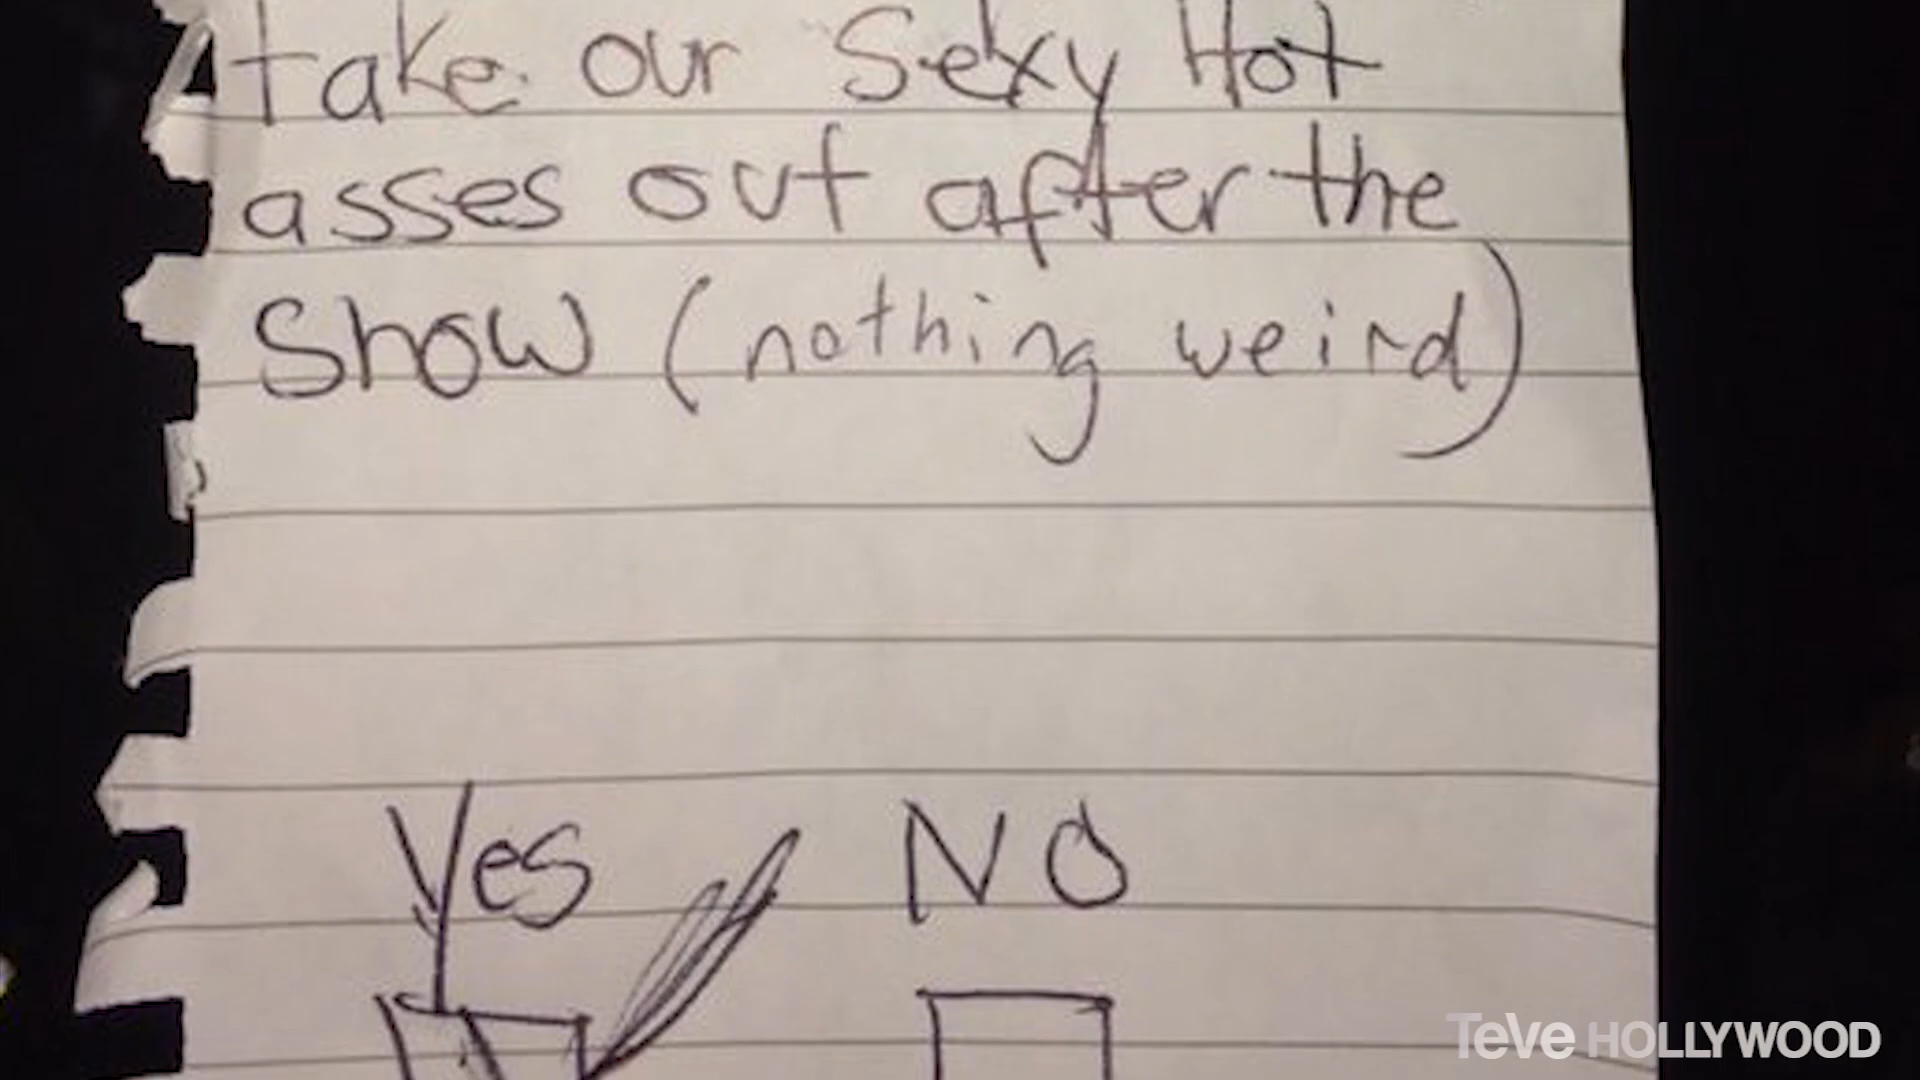 take our Sexy Hot
asses out after the
Show (nothing weird)
Yes NO
TeVe HOLLYWOOD